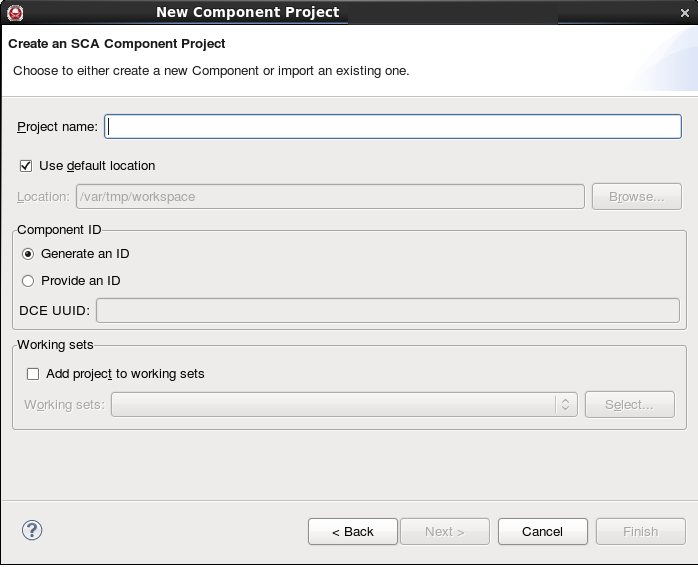 New Component Project
Create an SCA Component Project
Choose to either create a new Component or import an existing one.
Project name:
Use default location
Location: /var/tmp/workspace Browse...
Component ID
Generate an ID
Provide an ID
DCE UUID:
Working sets
Add project to working sets
Working sets: Select...
< Back Next > Cancel Finish